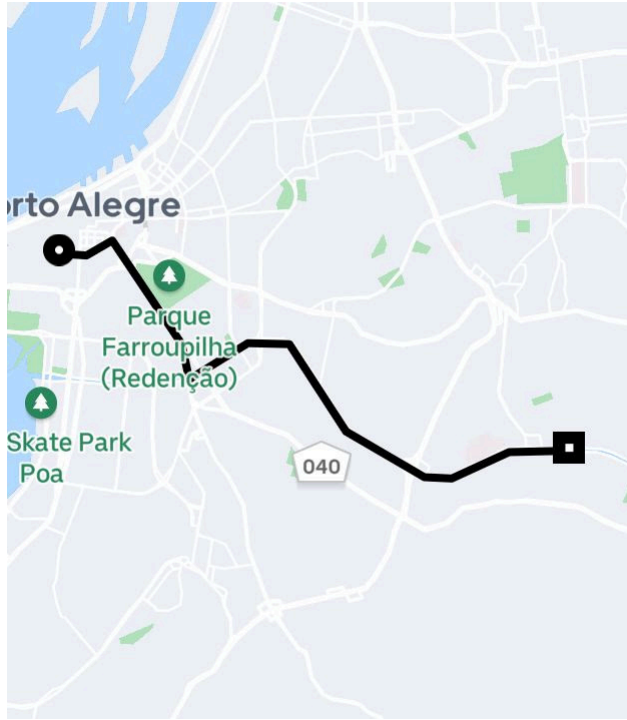 orto Alegre
Parque
Farroupilha
(Redenção)
Skate Park
Poa
040